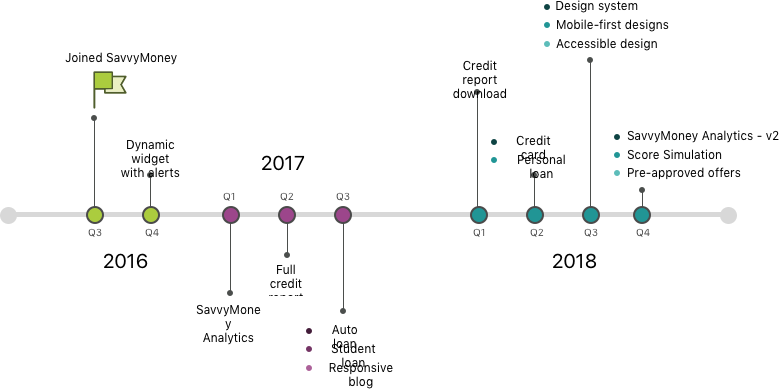 Design system
Mobile-first designs
Accessible design
Joined SavvyMoney
Credit
report
download
Dynamic
widget
with alerts
Credit
card
Personal
loan
SavvyMoney Analytics - v2
Score Simulation
Pre-approved offers
2017
Q1
Q2
Q3
Q3
Q4
Q1
Q2
Q3
Q4
2016
2018
Full
credit
report
SavvyMone
y
Analytics
Auto
loan
Student
loan
Responsive
blog